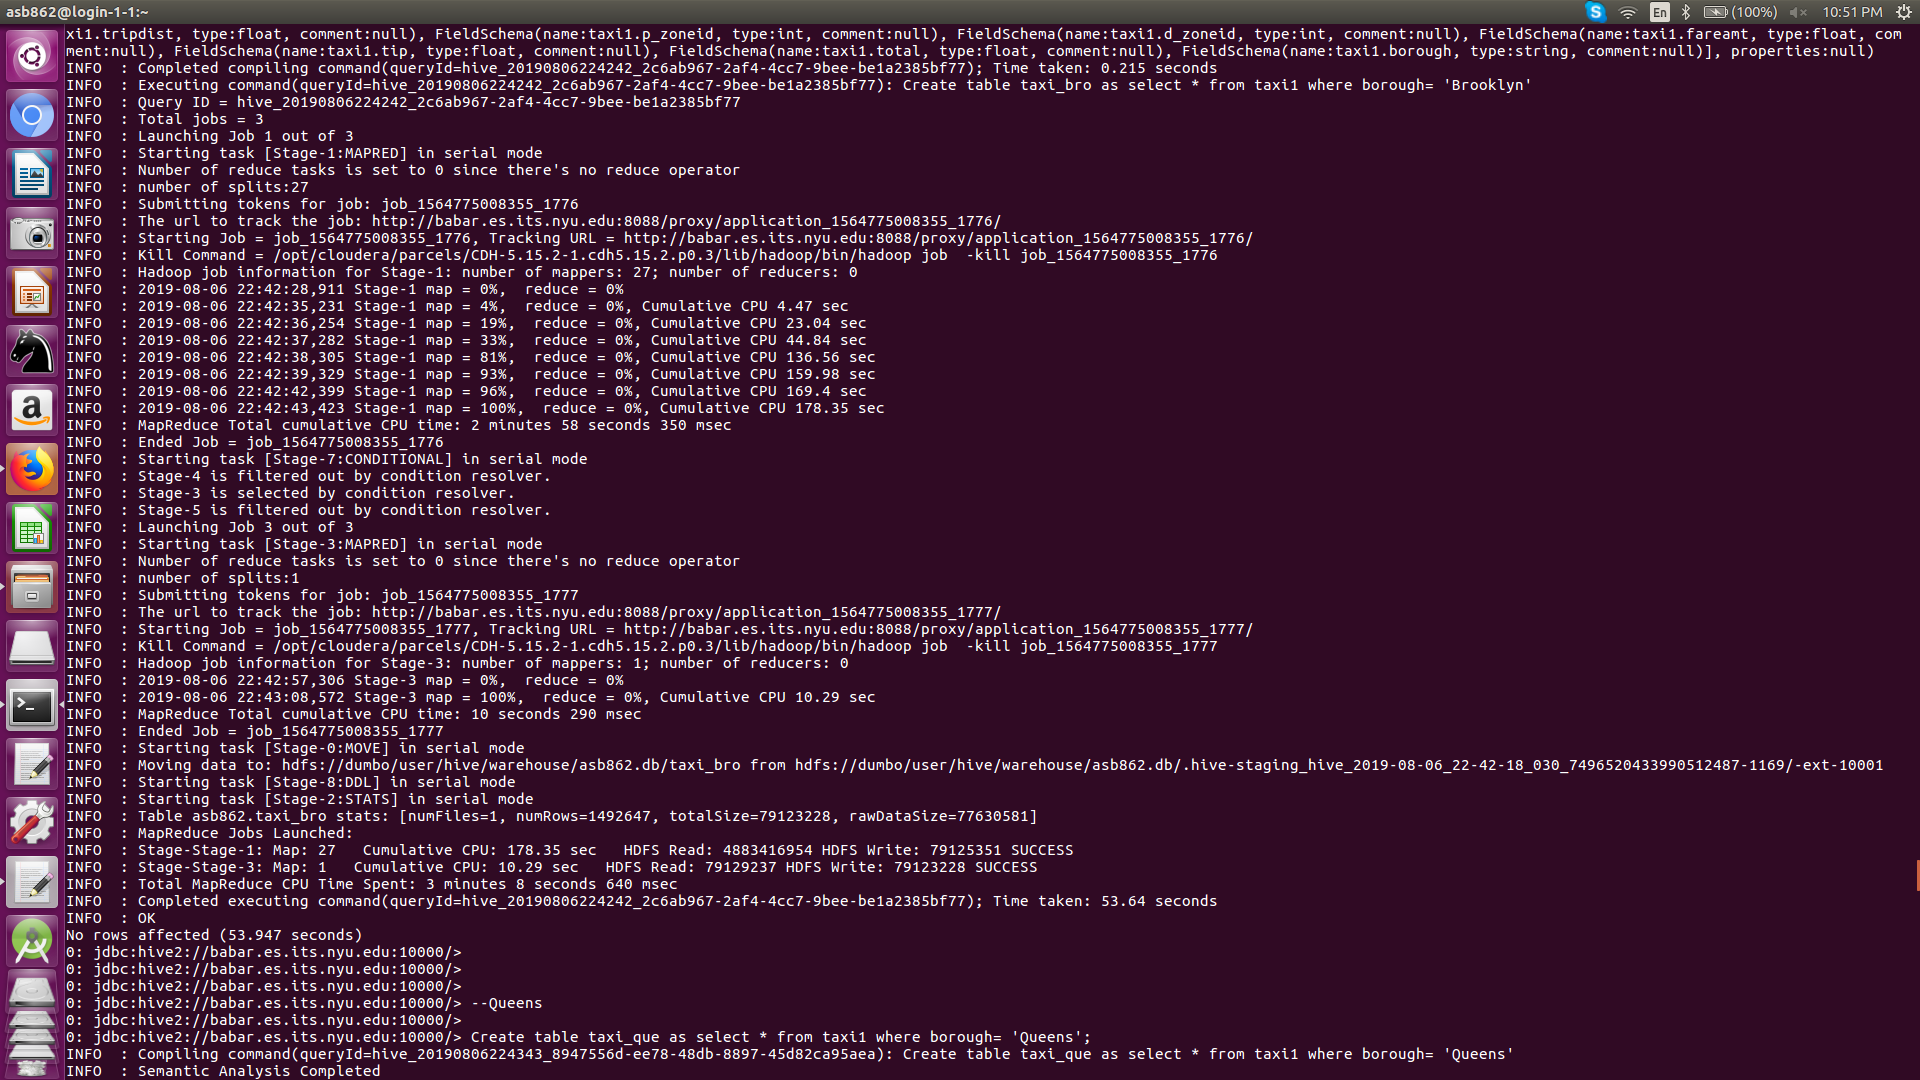 asb862@login-1-1:~
En
(100%)
10:51 PM
xi1.tripdist, type:float, comment:null), FieldSchema(name:taxi1.p_zoneid, type:int, comment:null), FieldSchema(name:taxi1.d_zoneid, type:int, comment:null), FieldSchema(name:taxi1.fareamt, type:float, com
ment:null), FieldSchema(name:taxi1.tip, type:float, comment:null), FieldSchema(name:taxi1.total, type:float, comment:null), FieldSchema(name:taxi1.borough, type:string, comment:null)], properties:null)
INFO  : Completed compiling command(queryId=hive_20190806224242_2c6ab967-2af4-4cc7-9bee-be1a2385bf77); Time taken: 0.215 seconds
INFO  : Executing command(queryId=hive_20190806224242_2c6ab967-2af4-4cc7-9bee-be1a2385bf77): Create table taxi_bro as select * from taxi1 where borough= 'Brooklyn'
INFO  : Query ID = hive_20190806224242_2c6ab967-2af4-4cc7-9bee-be1a2385bf77
INFO  : Total jobs = 3
INFO  : Launching Job 1 out of 3
INFO  : Starting task [Stage-1:MAPRED] in serial mode
INFO  : Number of reduce tasks is set to 0 since there's no reduce operator
INFO  : number of splits:27
INFO  : Submitting tokens for job: job_1564775008355_1776
INFO  : The url to track the job: http://babar.es.its.nyu.edu:8088/proxy/application_1564775008355_1776/
INFO  : Starting Job = job_1564775008355_1776, Tracking URL = http://babar.es.its.nyu.edu:8088/proxy/application_1564775008355_1776/
INFO  : Kill Command = /opt/cloudera/parcels/CDH-5.15.2-1.cdh5.15.2.p0.3/lib/hadoop/bin/hadoop job  -kill job_1564775008355_1776
INFO  : Hadoop job information for Stage-1: number of mappers: 27; number of reducers: 0
INFO  : 2019-08-06 22:42:28,911 Stage-1 map = 0%,  reduce = 0%
INFO  : 2019-08-06 22:42:35,231 Stage-1 map = 4%,  reduce = 0%, Cumulative CPU 4.47 sec
INFO  : 2019-08-06 22:42:36,254 Stage-1 map = 19%,  reduce = 0%, Cumulative CPU 23.04 sec
INFO  : 2019-08-06 22:42:37,282 Stage-1 map = 33%,  reduce = 0%, Cumulative CPU 44.84 sec
INFO  : 2019-08-06 22:42:38,305 Stage-1 map = 81%,  reduce = 0%, Cumulative CPU 136.56 sec
INFO  : 2019-08-06 22:42:39,329 Stage-1 map = 93%,  reduce = 0%, Cumulative CPU 159.98 sec
INFO  : 2019-08-06 22:42:42,399 Stage-1 map = 96%,  reduce = 0%, Cumulative CPU 169.4 sec
INFO  : 2019-08-06 22:42:43,423 Stage-1 map = 100%,  reduce = 0%, Cumulative CPU 178.35 sec
INFO  : MapReduce Total cumulative CPU time: 2 minutes 58 seconds 350 msec
INFO  : Ended Job = job_1564775008355_1776
INFO  : Starting task [Stage-7:CONDITIONAL] in serial mode
INFO  : Stage-4 is filtered out by condition resolver.
INFO  : Stage-3 is selected by condition resolver.
INFO  : Stage-5 is filtered out by condition resolver.
INFO  : Launching Job 3 out of 3
INFO  : Starting task [Stage-3:MAPRED] in serial mode
INFO  : Number of reduce tasks is set to 0 since there's no reduce operator
INFO  : number of splits:1
INFO  : Submitting tokens for job: job_1564775008355_1777
INFO  : The url to track the job: http://babar.es.its.nyu.edu:8088/proxy/application_1564775008355_1777/
INFO  : Starting Job = job_1564775008355_1777, Tracking URL = http://babar.es.its.nyu.edu:8088/proxy/application_1564775008355_1777/
INFO  : Kill Command = /opt/cloudera/parcels/CDH-5.15.2-1.cdh5.15.2.p0.3/lib/hadoop/bin/hadoop job  -kill job_1564775008355_1777
INFO  : Hadoop job information for Stage-3: number of mappers: 1; number of reducers: 0
INFO  : 2019-08-06 22:42:57,306 Stage-3 map = 0%,  reduce = 0%
INFO  : 2019-08-06 22:43:08,572 Stage-3 map = 100%,  reduce = 0%, Cumulative CPU 10.29 sec
INFO  : MapReduce Total cumulative CPU time: 10 seconds 290 msec
INFO  : Ended Job = job_1564775008355_1777
INFO  : Starting task [Stage-0:MOVE] in serial mode
INFO  : Moving data to: hdfs://dumbo/user/hive/warehouse/asb862.db/taxi_bro from hdfs://dumbo/user/hive/warehouse/asb862.db/.hive-staging_hive_2019-08-06_22-42-18_030_7496520433990512487-1169/-ext-10001
INFO  : Starting task [Stage-8:DDL] in serial mode
INFO  : Starting task [Stage-2:STATS] in serial mode
INFO  : Table asb862.taxi_bro stats: [numFiles=1, numRows=1492647, totalSize=79123228, rawDataSize=77630581]
INFO  : MapReduce Jobs Launched:
INFO  : Stage-Stage-1: Map: 27   Cumulative CPU: 178.35 sec   HDFS Read: 4883416954 HDFS Write: 79125351 SUCCESS
INFO  : Stage-Stage-3: Map: 1   Cumulative CPU: 10.29 sec   HDFS Read: 79129237 HDFS Write: 79123228 SUCCESS
INFO  : Total MapReduce CPU Time Spent: 3 minutes 8 seconds 640 msec
INFO  : Completed executing command(queryId=hive_20190806224242_2c6ab967-2af4-4cc7-9bee-be1a2385bf77); Time taken: 53.64 seconds
INFO  : OK
No rows affected (53.947 seconds)
0: jdbc:hive2://babar.es.its.nyu.edu:10000/>
0: jdbc:hive2://babar.es.its.nyu.edu:10000/>
0: jdbc:hive2://babar.es.its.nyu.edu:10000/>
0: jdbc:hive2://babar.es.its.nyu.edu:10000/> --Queens
0: jdbc:hive2://babar.es.its.nyu.edu:10000/>
0: jdbc:hive2://babar.es.its.nyu.edu:10000/> Create table taxi_que as select * from taxi1 where borough= 'Queens';
INFO  : Compiling command(queryId=hive_20190806224343_8947556d-ee78-48db-8897-45d82ca95aea): Create table taxi_que as select * from taxi1 where borough= 'Queens'
INFO  : Semantic Analysis Completed